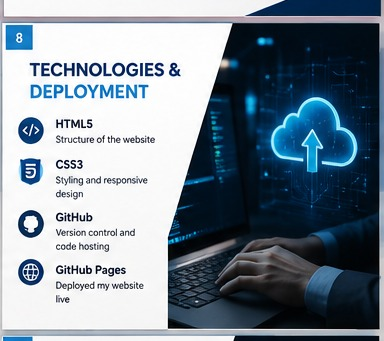 8
TECHNOLOGIES &
DEPLOYMENT
HTML5
Structure of the website
CSS3
Styling and responsive
design
GitHub
Version control and
code hosting
GitHub Pages
Deployed my website
live